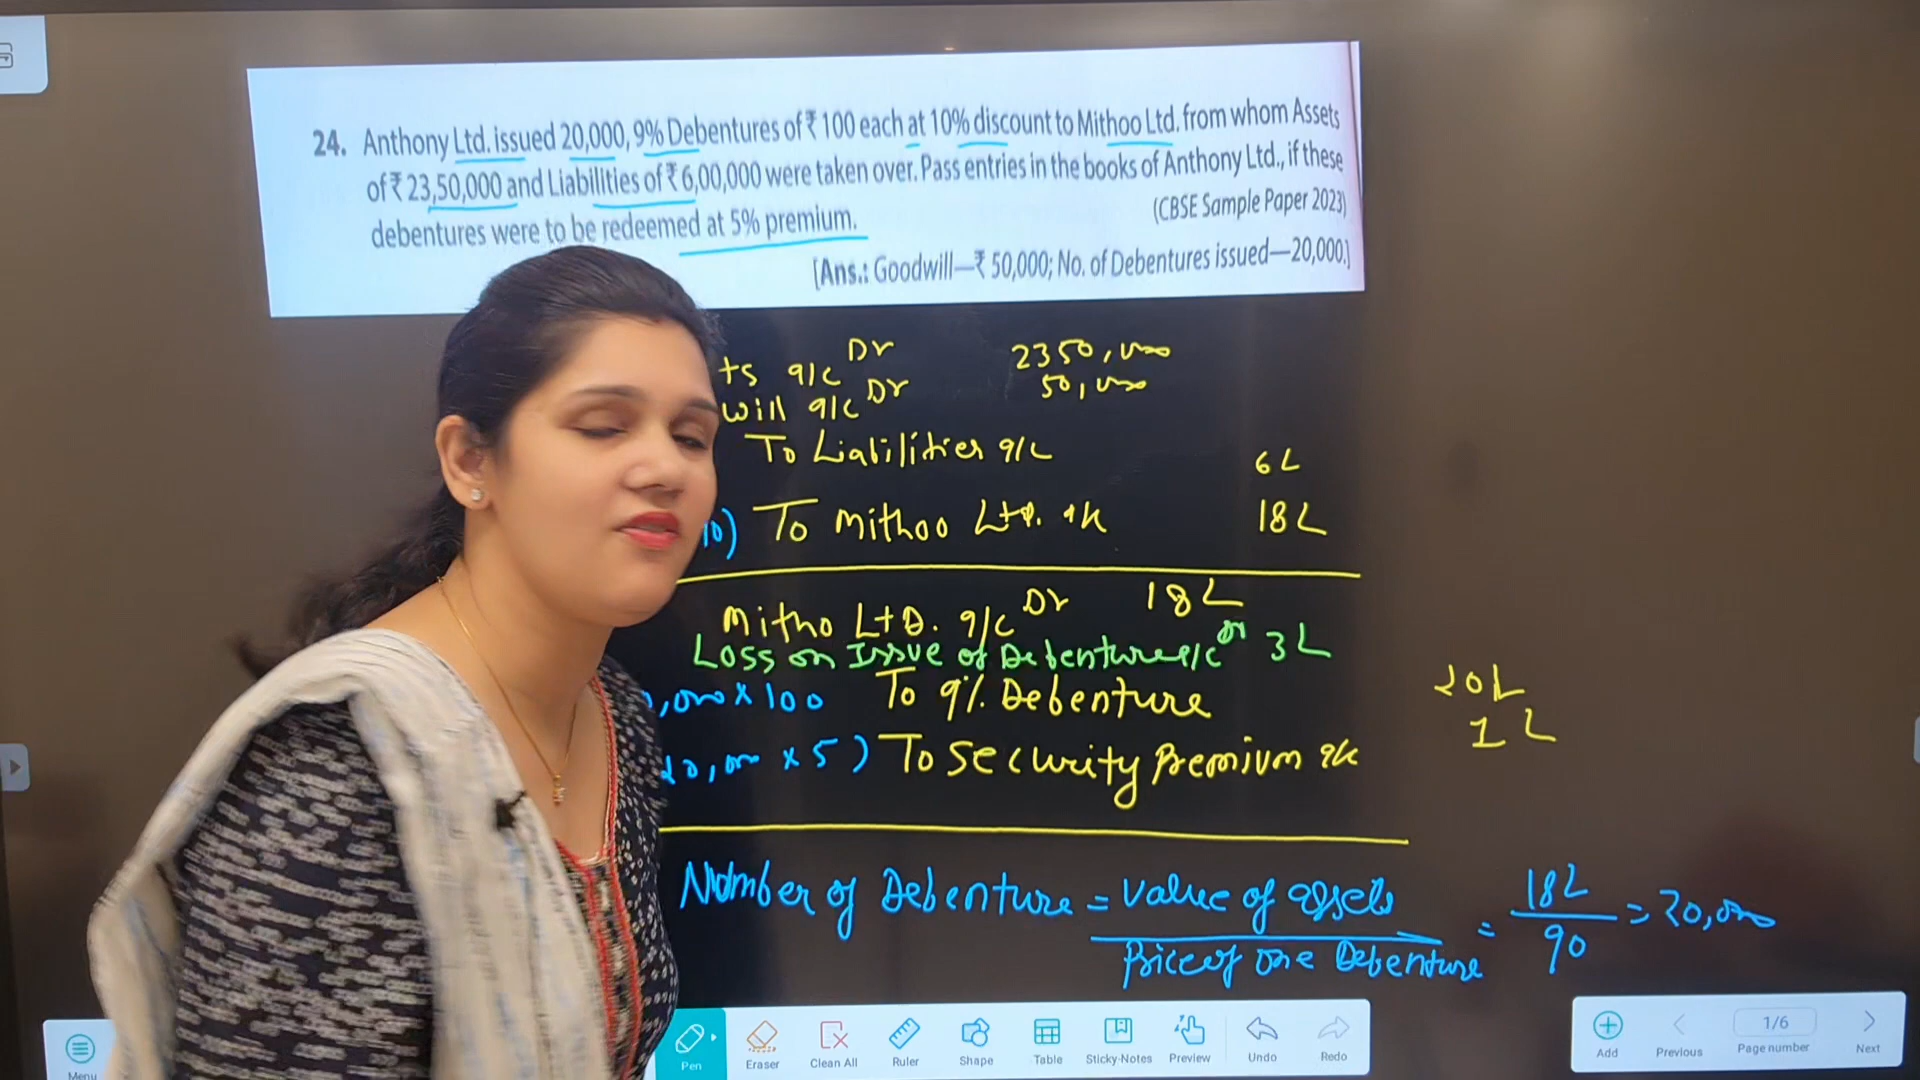 24. Anthony Ltd. issued 20,000, 9% Debentures of ₹ 100 each at 10% discount to Mithoo Ltd. from whom Assets
of ₹ 23,50,000 and Liabilities of ₹ 6,00,000 were taken over. Pass entries in the books of Anthony Ltd., if these
debentures were to be redeemed at 5% premium. (CBSE Sample Paper 2023)
[Ans.: Goodwill—₹ 50,000; No. of Debentures issued—20,000.]
ts a/c Dr 2350,000
will a/c Dr 50,000
To Liabilities a/c 6L
10) To Mithoo Ltd. a/c 18L
Mitho LtD. a/c Dr 18L
Loss on Issue of Debenture a/c Dr 3L
,000 x 100 To 9% Debenture 20L
20,000 x 5) To Security Premium a/c 1L
Number of Debenture = Value of assets / Price of one Debenture = 18L / 90 = 20,000
Menu
Pen
Eraser
Clean All
Ruler
Shape
Table
Sticky-Notes
Preview
Undo
Redo
Add
Previous
1/6
Page number
Next